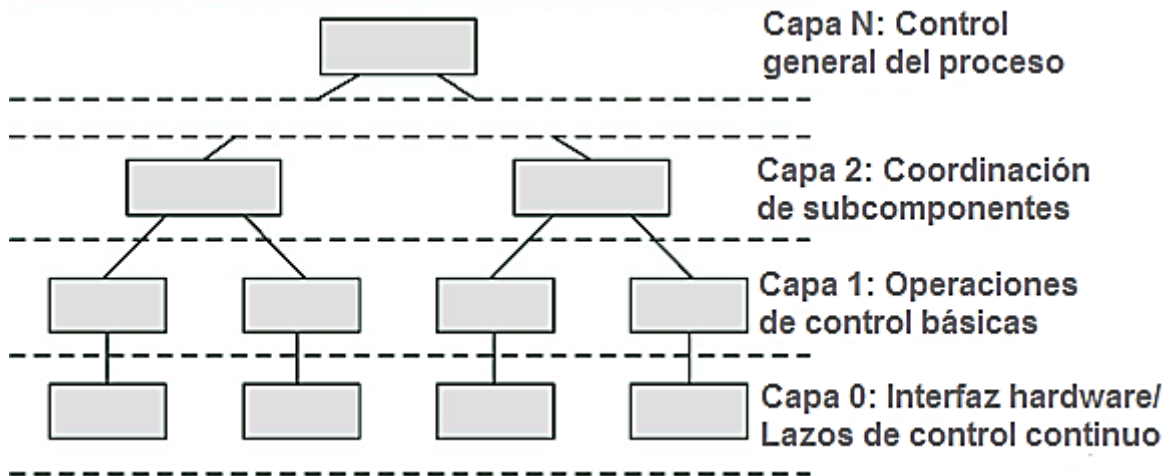 Capa N: Control
general del proceso
Capa 2: Coordinación
de subcomponentes
Capa 1: Operaciones
de control básicas
Capa 0: Interfaz hardware/
Lazos de control continuo